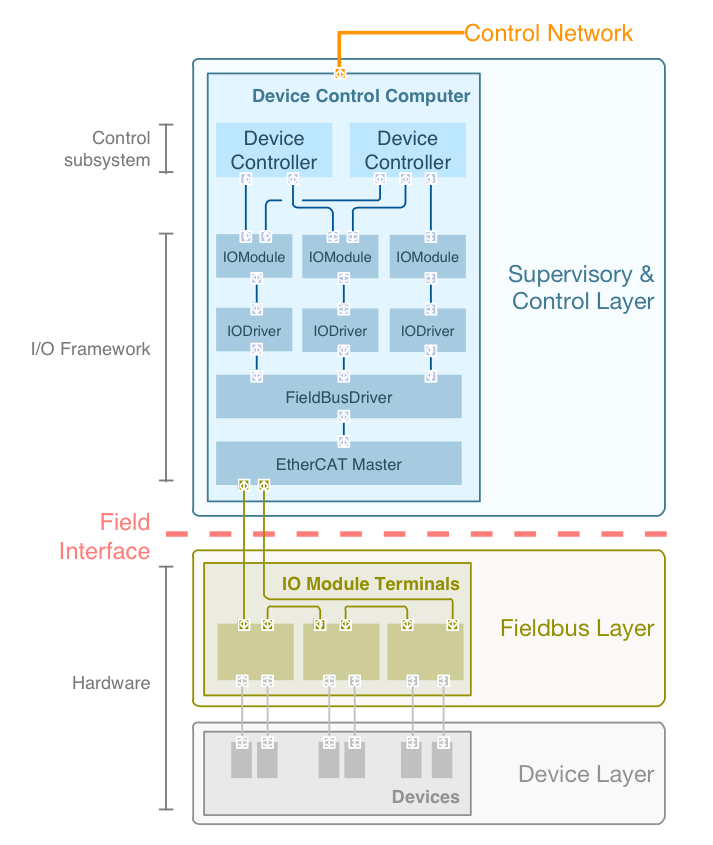 Control Network
Device Control Computer
Control
subsystem
Device
Controller
Device
Controller
IOModule
IOModule
IOModule
Supervisory &
Control Layer
IODriver
IODriver
IODriver
I/O Framework
FieldBusDriver
EtherCAT Master
Field
Interface
IO Module Terminals
Fieldbus Layer
Hardware
Device Layer
Devices